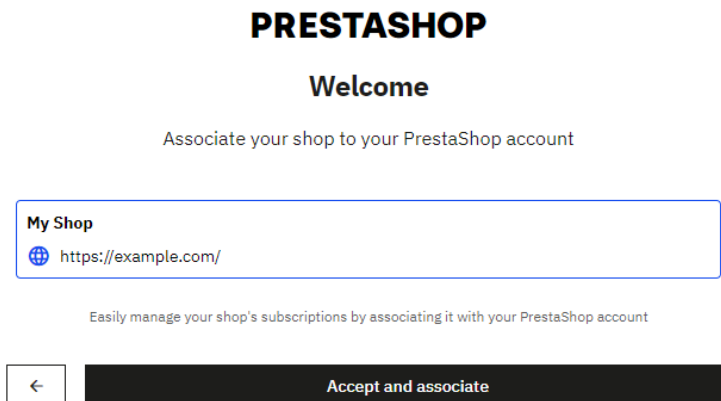 PRESTASHOP
Welcome
Associate your shop to your PrestaShop account
My Shop
https://example.com/
Easily manage your shop's subscriptions by associating it with your PrestaShop account
← Accept and associate